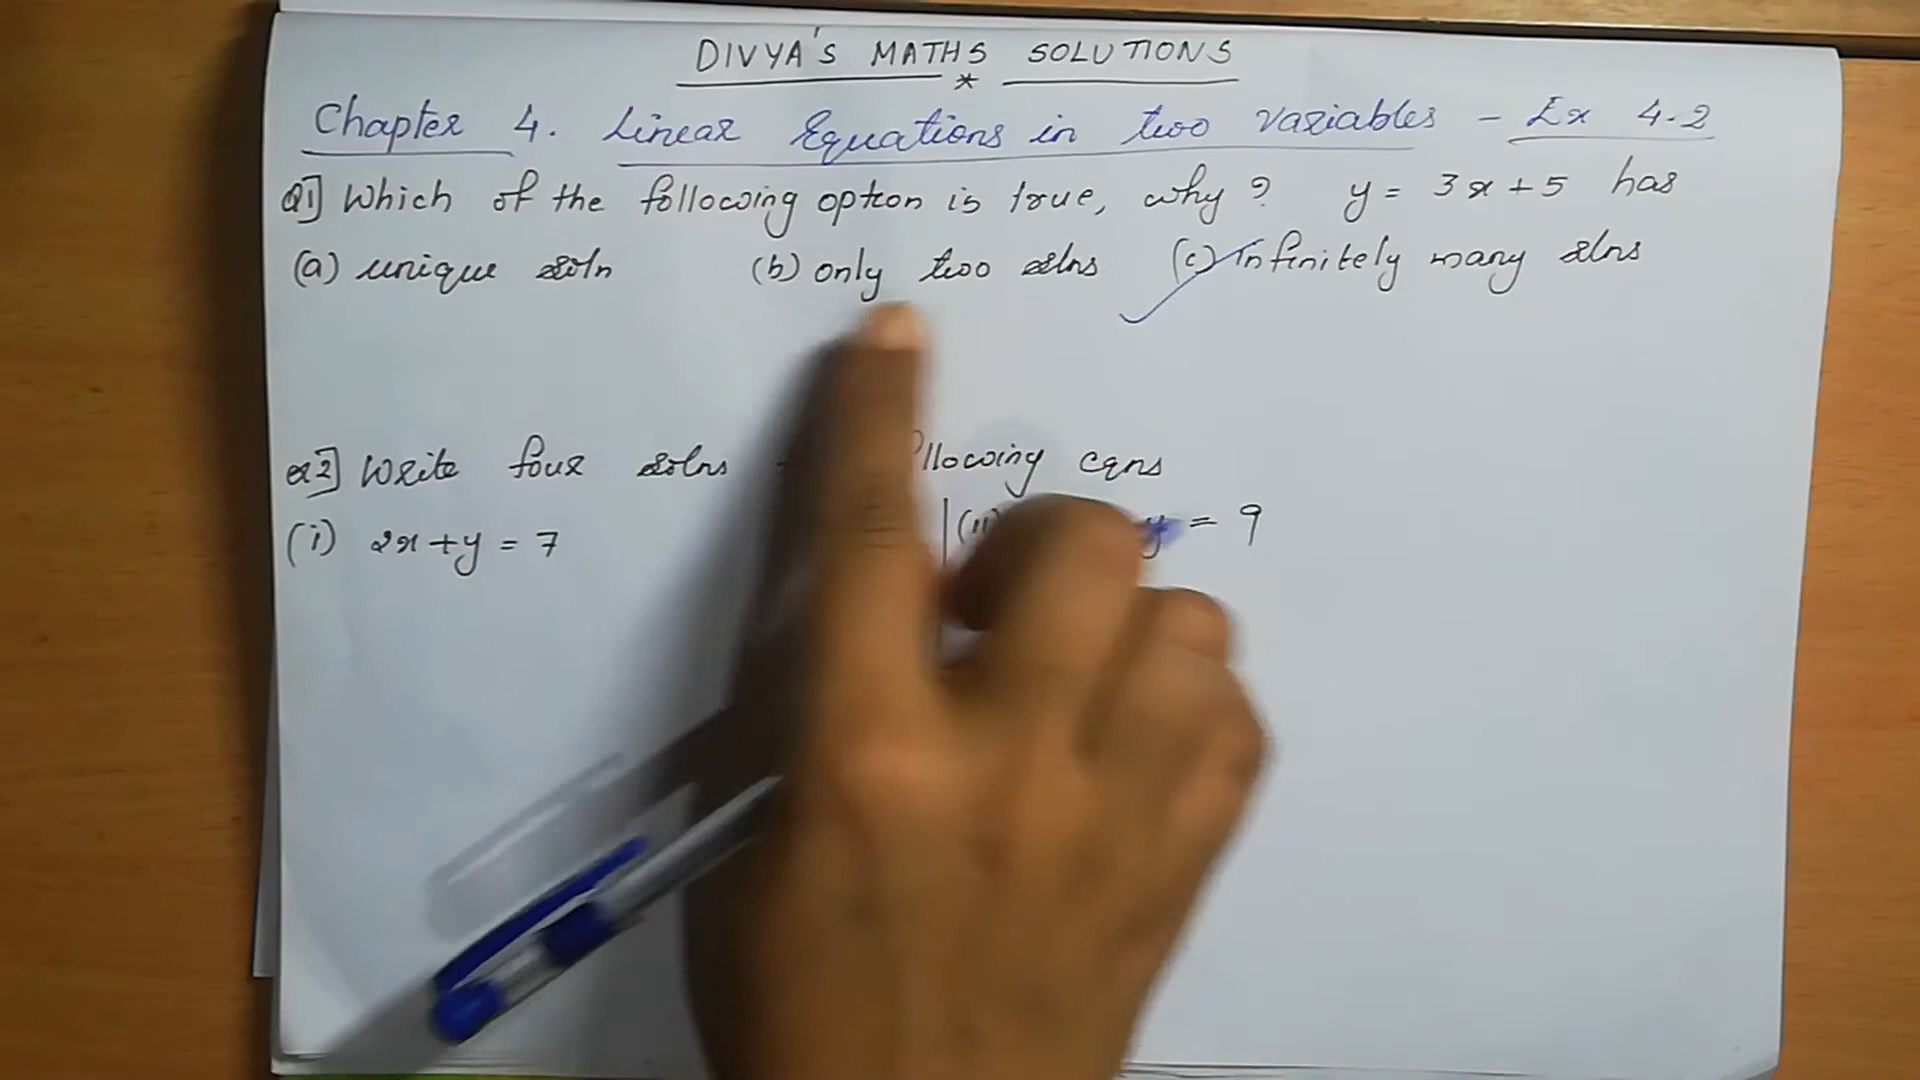 DIVYA'S MATHS SOLUTIONS
*
Chapter 4. Linear Equations in two variables - Ex 4.2
Q1] Which of the following option is true, why? y = 3x+5 has
(a) unique soln (b) only two solns (c) infinitely many solns
Q2] Write four solns llowing eqns
(i) 2x+y = 7 (ii) y = 9